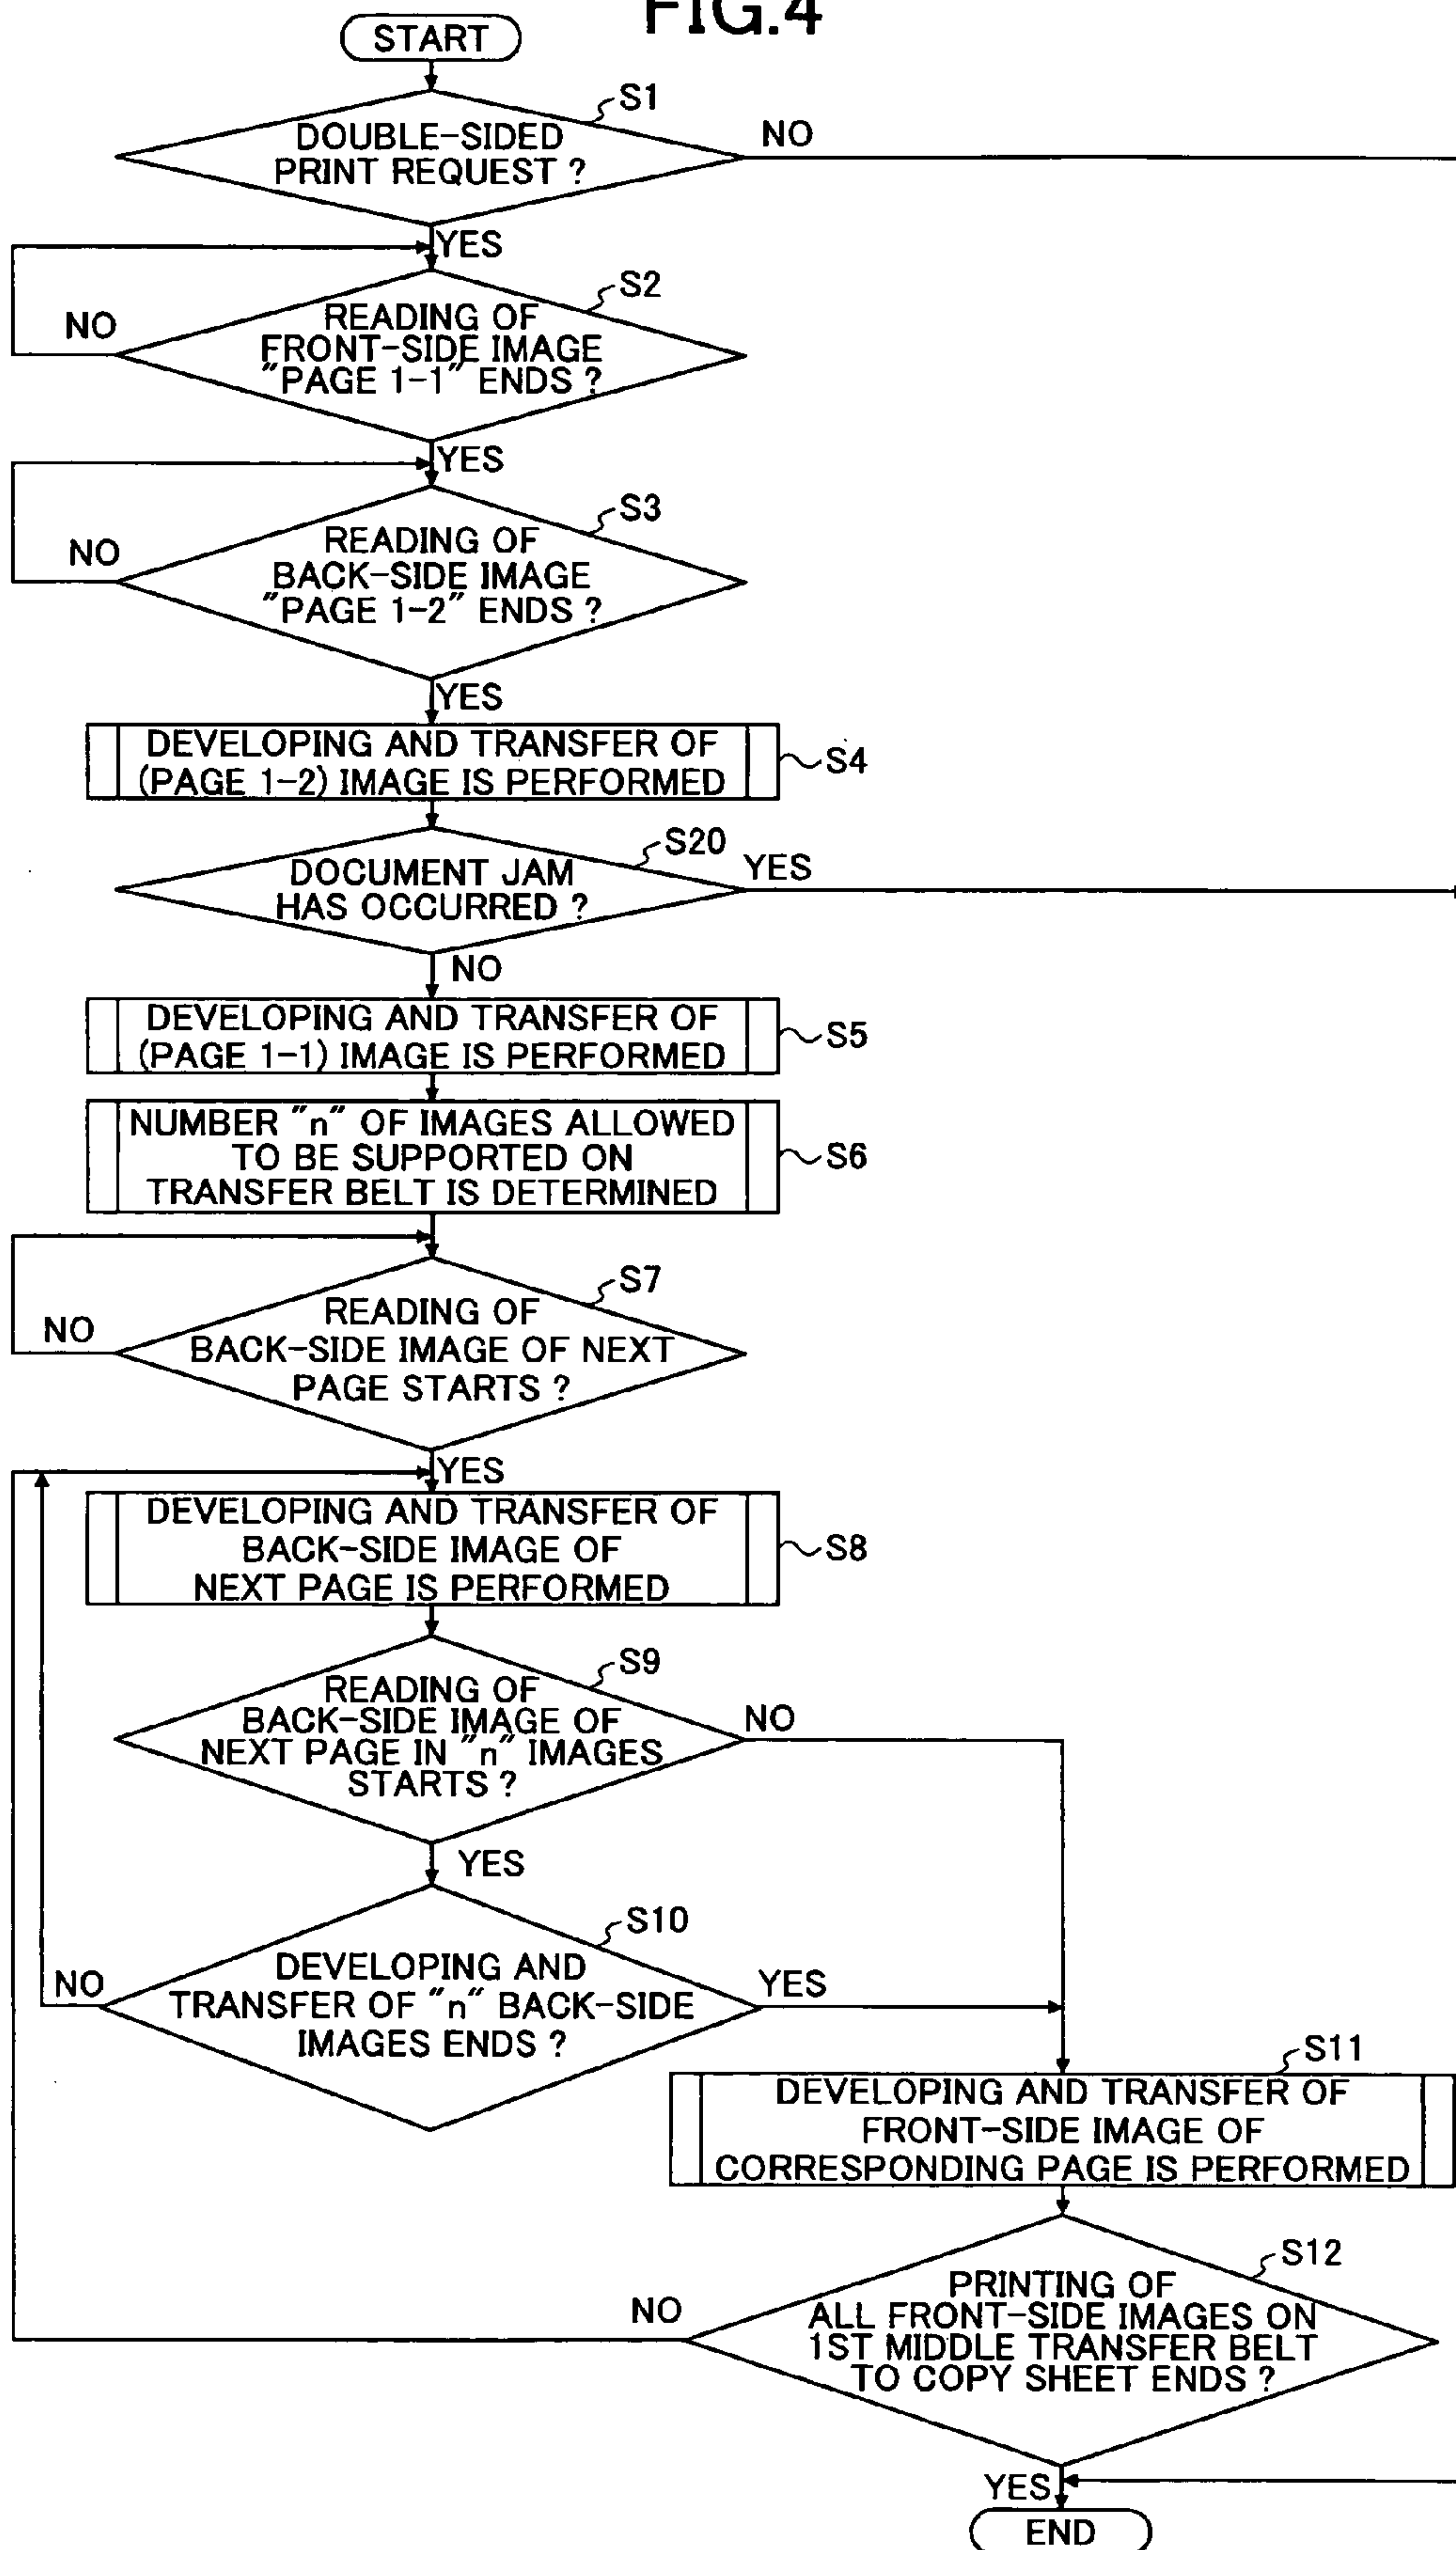 FIG.4
START
S1
DOUBLE-SIDED
PRINT REQUEST ?
NO
YES
S2
READING OF
FRONT-SIDE IMAGE
"PAGE 1-1" ENDS ?
NO
YES
S3
READING OF
BACK-SIDE IMAGE
"PAGE 1-2" ENDS ?
NO
YES
DEVELOPING AND TRANSFER OF
(PAGE 1-2) IMAGE IS PERFORMED
S4
S20
DOCUMENT JAM
HAS OCCURRED ?
YES
NO
DEVELOPING AND TRANSFER OF
(PAGE 1-1) IMAGE IS PERFORMED
S5
NUMBER "n" OF IMAGES ALLOWED
TO BE SUPPORTED ON
TRANSFER BELT IS DETERMINED
S6
S7
READING OF
BACK-SIDE IMAGE OF NEXT
PAGE STARTS ?
NO
YES
DEVELOPING AND TRANSFER OF
BACK-SIDE IMAGE OF
NEXT PAGE IS PERFORMED
S8
S9
READING OF
BACK-SIDE IMAGE OF
NEXT PAGE IN "n" IMAGES
STARTS ?
NO
YES
S10
DEVELOPING AND
TRANSFER OF "n" BACK-SIDE
IMAGES ENDS ?
NO
YES
S11
DEVELOPING AND TRANSFER OF
FRONT-SIDE IMAGE OF
CORRESPONDING PAGE IS PERFORMED
S12
PRINTING OF
ALL FRONT-SIDE IMAGES ON
1ST MIDDLE TRANSFER BELT
TO COPY SHEET ENDS ?
NO
YES
END